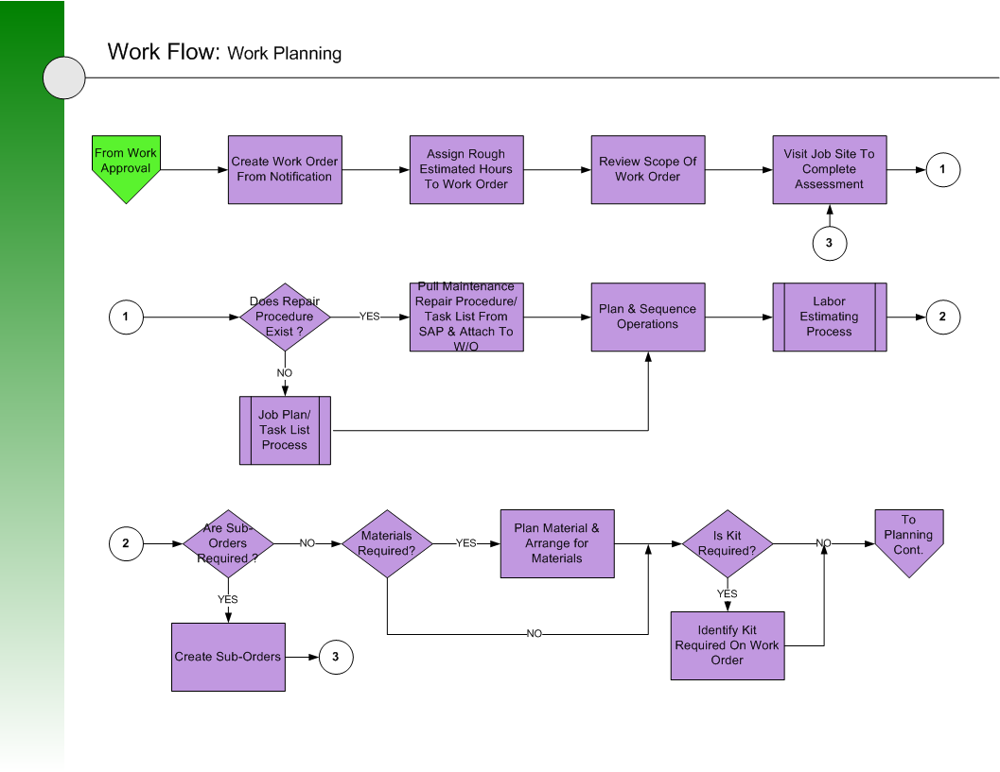 Work Flow: Work Planning
From Work
Approval
Create Work Order
From Notification
Assign Rough
Estimated Hours
To Work Order
Review Scope Of
Work Order
Visit Job Site To
Complete
Assessment
1
3
1
Does Repair
Procedure
Exist ?
YES
Pull Maintenance
Repair Procedure/
Task List From
SAP & Attach To
W/O
Plan & Sequence
Operations
Labor
Estimating
Process
2
NO
Job Plan/
Task List
Process
2
Are Sub-
Orders
Required ?
NO
Materials
Required?
YES
Plan Material &
Arrange for
Materials
Is Kit
Required?
NO
To
Planning
Cont.
YES
YES
NO
Create Sub-Orders
3
Identify Kit
Required On Work
Order